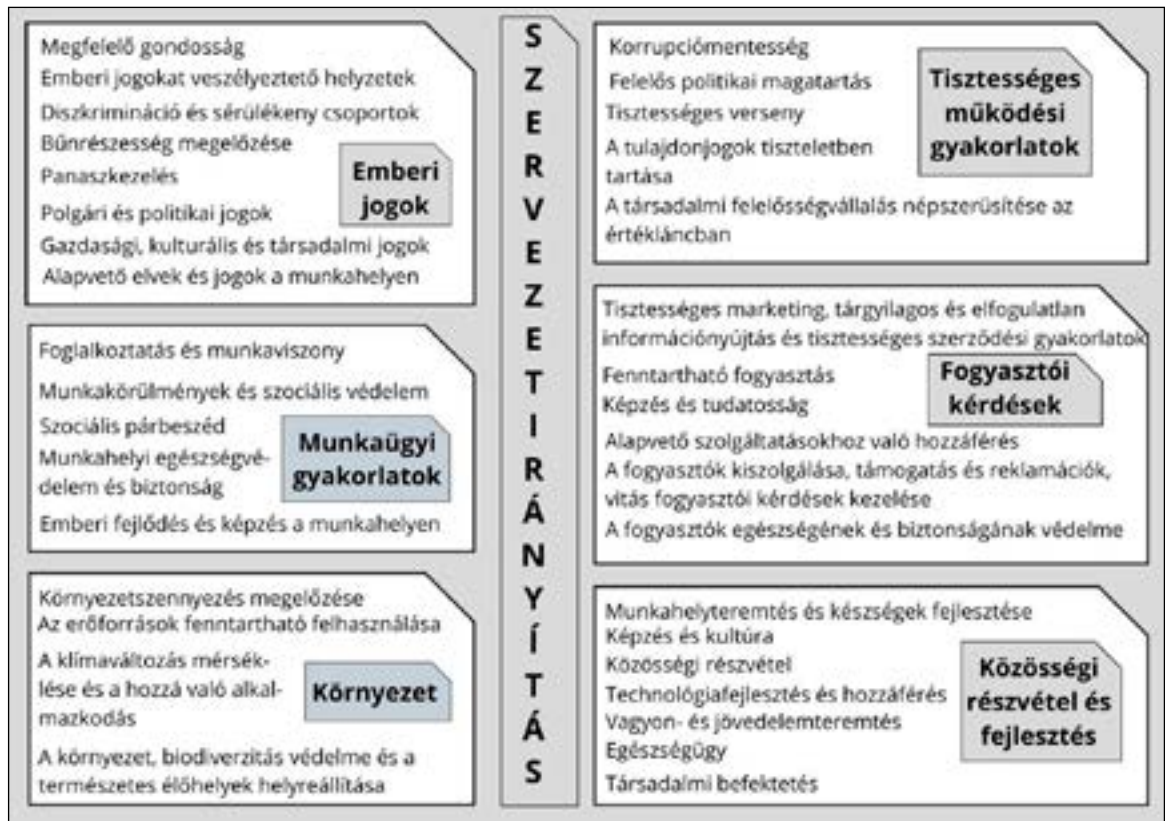 Megfelelő gondosság
Emberi jogokat veszélyeztető helyzetek
Diszkrimináció és sérülékeny csoportok
Bűnrészesség megelőzése
Panaszkezelés
Polgári és politikai jogok
Gazdasági, kulturális és társadalmi jogok
Alapvető elvek és jogok a munkahelyen
Emberi
jogok
Foglalkoztatás és munkaviszony
Munkakörülmények és szociális védelem
Szociális párbeszéd
Munkahelyi egészségvé-
delem és biztonság
Emberi fejlődés és képzés a munkahelyen
Munkaügyi
gyakorlatok
Környezetszennyezés megelőzése
Az erőforrások fenntartható felhasználása
A klímaváltozás mérsék-
lése és a hozzá való alkal-
mazkodás
A környezet, biodiverzitás védelme és a
természetes élőhelyek helyreállítása
Környezet
S
Z
E
R
V
E
Z
E
T
I
R
Á
N
Y
Í
T
Á
S
Korrupciómentesség
Felelős politikai magatartás
Tisztességes verseny
A tulajdonjogok tiszteletben
tartása
A társadalmi felelősségvállalás népszerűsítése az
értékláncban
Tisztességes
működési
gyakorlatok
Tisztességes marketing, tárgyilagos és elfogulatlan
információnyújtás és tisztességes szerződési gyakorlatok
Fenntartható fogyasztás
Képzés és tudatosság
Alapvető szolgáltatásokhoz való hozzáférés
A fogyasztók kiszolgálása, támogatás és reklamációk,
vitás fogyasztói kérdések kezelése
A fogyasztók egészségének és biztonságának védelme
Fogyasztói
kérdések
Munkahelyteremtés és készségek fejlesztése
Képzés és kultúra
Közösségi részvétel
Technológiafejlesztés és hozzáférés
Vagyon- és jövedelemteremtés
Egészségügy
Társadalmi befektetés
Közösségi
részvétel és
fejlesztés